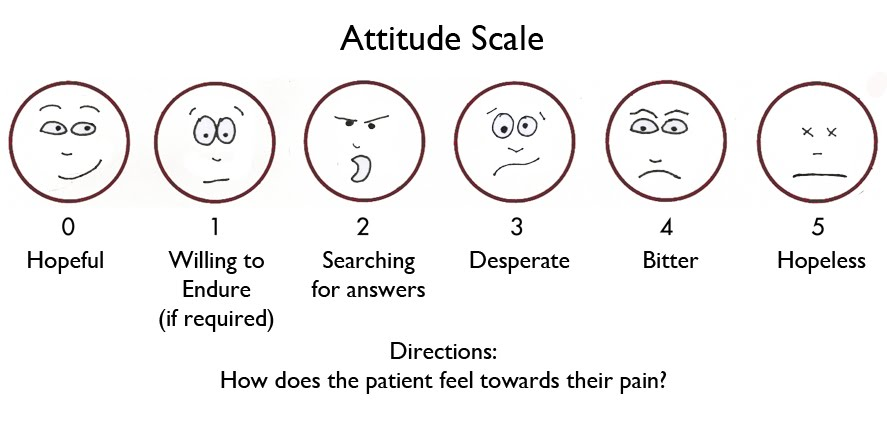 Attitude Scale
0
Hopeful
1
Willing to
Endure
(if required)
2
Searching
for answers
3
Desperate
4
Bitter
5
Hopeless
Directions:
How does the patient feel towards their pain?